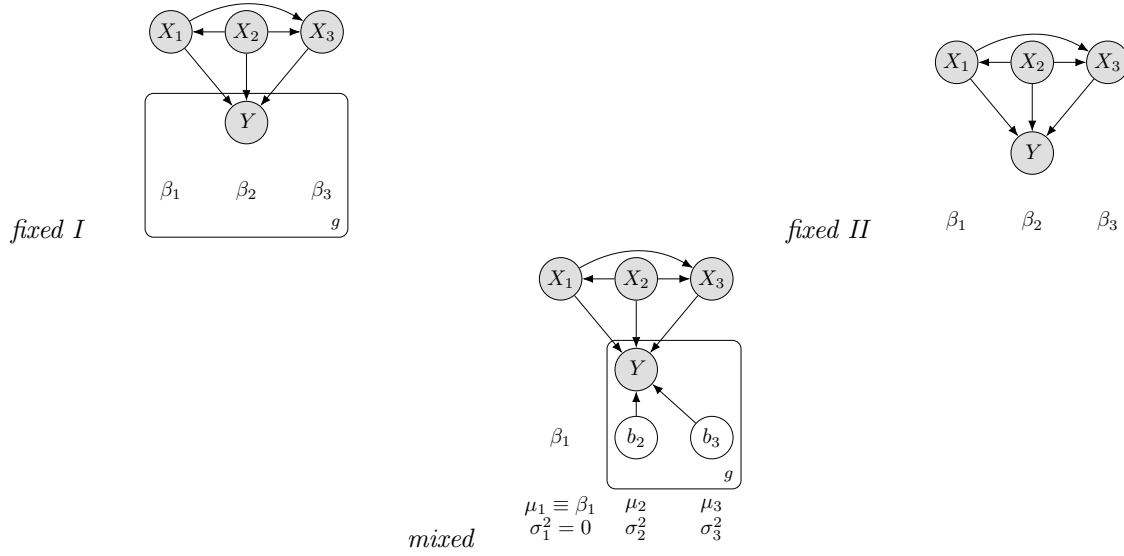 X₁ X₂ X₃
Y
β₁ β₂ β₃
g
fixed I
X₁ X₂ X₃
Y
β₁ β₂ β₃
fixed II
X₁ X₂ X₃
Y
β₁ b₂ b₃
g
μ₁ ≡ β₁ μ₂ μ₃
σ₁² = 0 σ₂² σ₃²
mixed